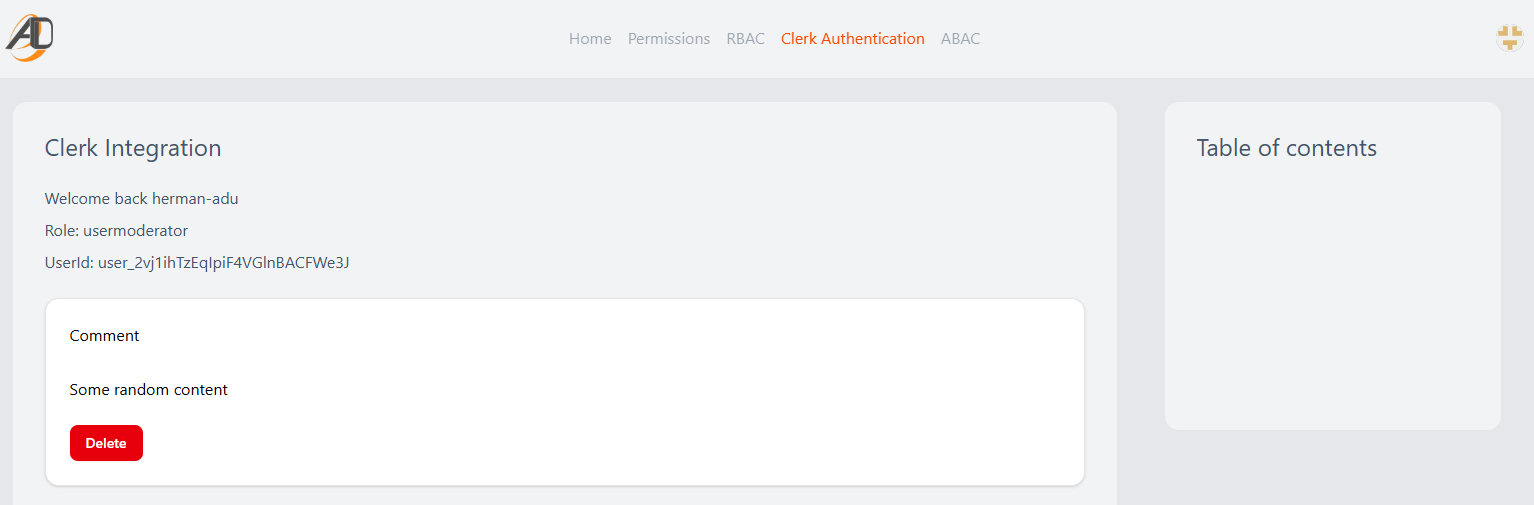 AD
Home Permissions RBAC Clerk Authentication ABAC
Clerk Integration
Welcome back herman-adu
Role: usermoderator
UserId: user_2vj1ihTzEqIpiF4VGlnBACFWe3J
Comment
Some random content
Delete
Table of contents